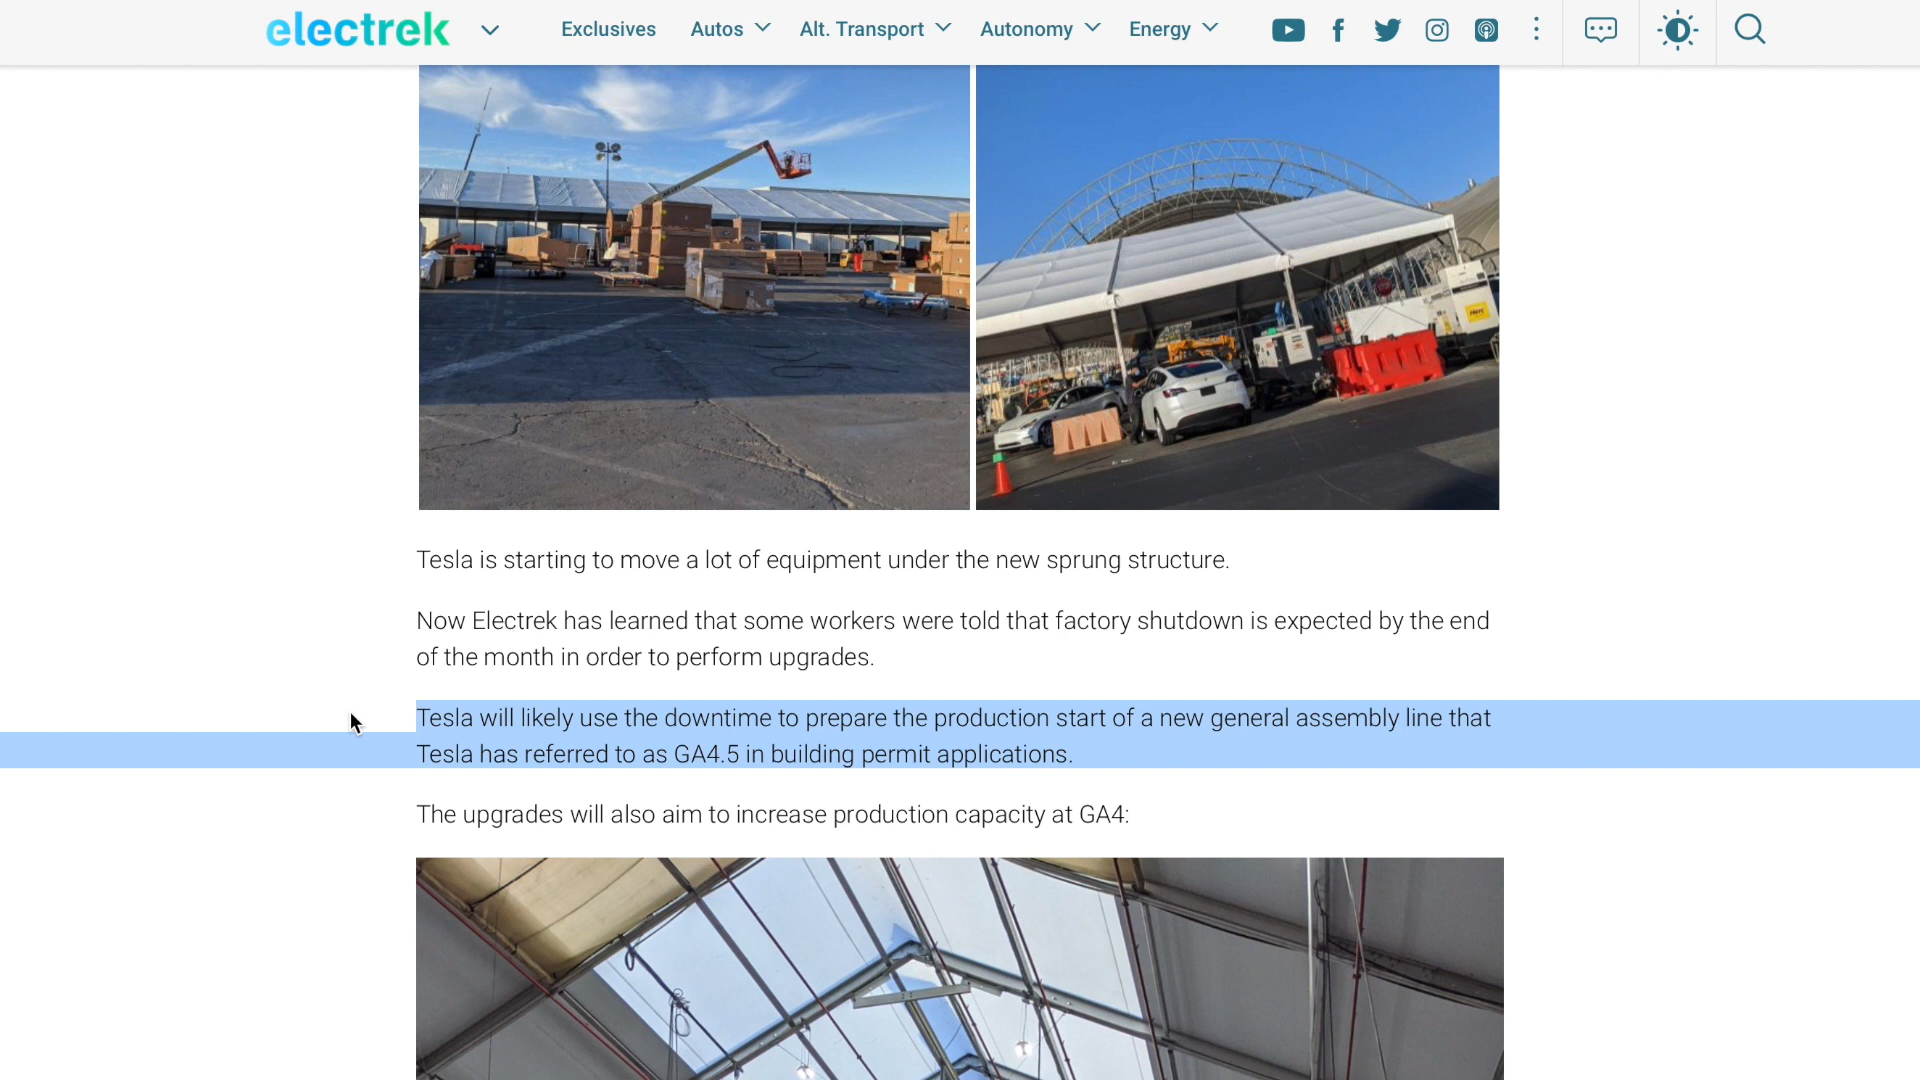 electrek Exclusives Autos Alt. Transport Autonomy Energy
Tesla is starting to move a lot of equipment under the new sprung structure.
Now Electrek has learned that some workers were told that factory shutdown is expected by the end
of the month in order to perform upgrades.
Tesla will likely use the downtime to prepare the production start of a new general assembly line that
Tesla has referred to as GA4.5 in building permit applications.
The upgrades will also aim to increase production capacity at GA4: